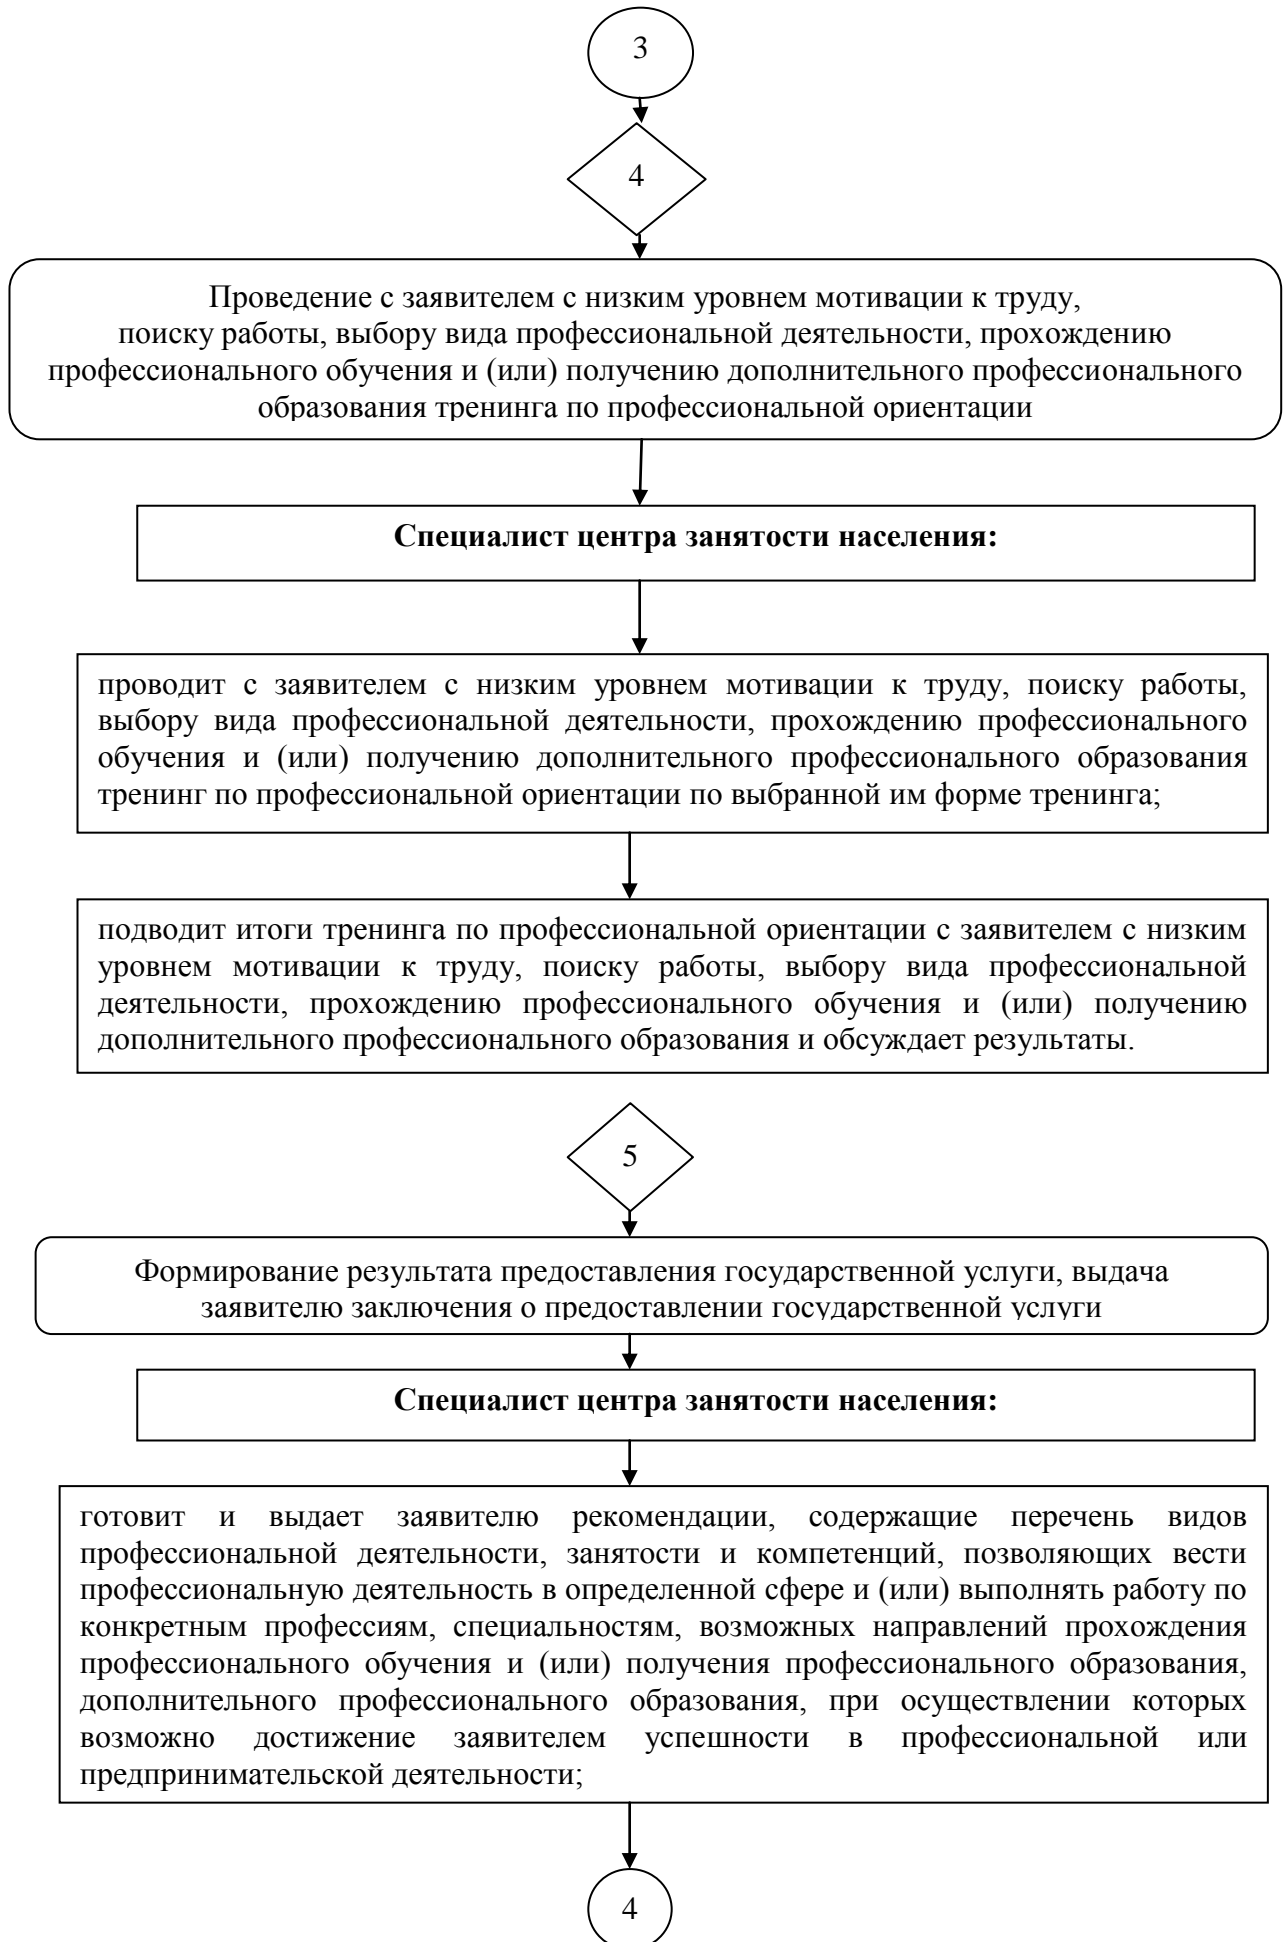 3
4
Проведение с заявителем с низким уровнем мотивации к труду,
поиску работы, выбору вида профессиональной деятельности, прохождению
профессионального обучения и (или) получению дополнительного профессионального
образования тренинга по профессиональной ориентации
Специалист центра занятости населения:
проводит с заявителем с низким уровнем мотивации к труду, поиску работы,
выбору вида профессиональной деятельности, прохождению профессионального
обучения и (или) получению дополнительного профессионального образования
тренинг по профессиональной ориентации по выбранной им форме тренинга;
подводит итоги тренинга по профессиональной ориентации с заявителем с низким
уровнем мотивации к труду, поиску работы, выбору вида профессиональной
деятельности, прохождению профессионального обучения и (или) получению
дополнительного профессионального образования и обсуждает результаты.
5
Формирование результата предоставления государственной услуги, выдача
заявителю заключения о предоставлении государственной услуги
Специалист центра занятости населения:
готовит и выдает заявителю рекомендации, содержащие перечень видов
профессиональной деятельности, занятости и компетенций, позволяющих вести
профессиональную деятельность в определенной сфере и (или) выполнять работу по
конкретным профессиям, специальностям, возможных направлений прохождения
профессионального обучения и (или) получения профессионального образования,
дополнительного профессионального образования, при осуществлении которых
возможно достижение заявителем успешности в профессиональной или
предпринимательской деятельности;
4